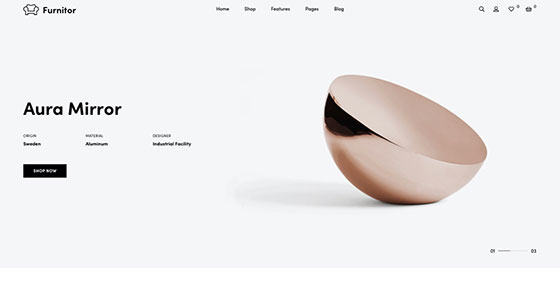 Furnitor
Home Shop Features Pages Blog
0 0
Aura Mirror
ORIGIN MATERIAL DESIGNER
Sweden Aluminum Industrial Facility
SHOP NOW
01 03